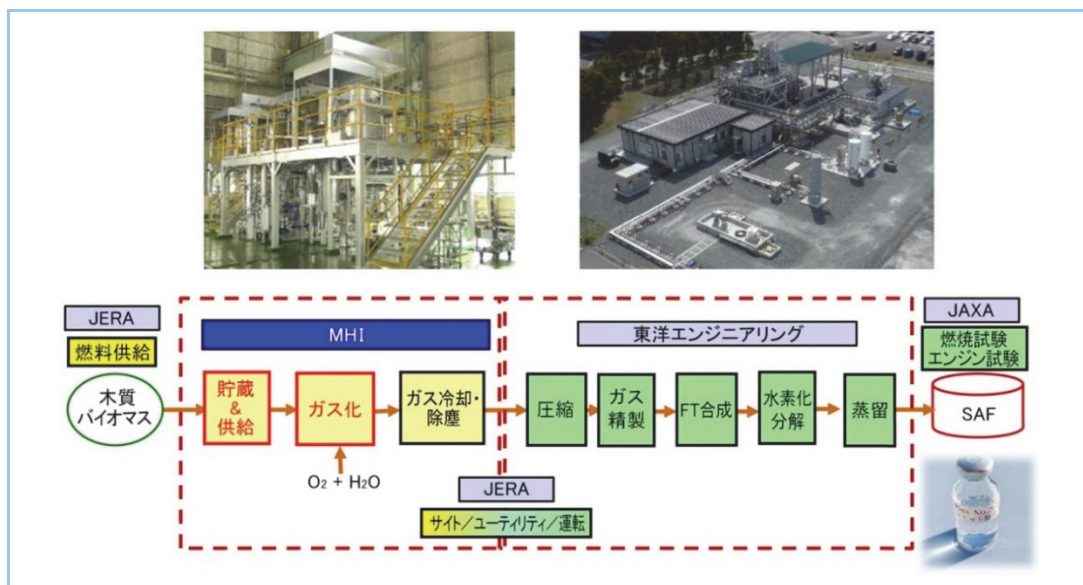 JERA
燃料供給
木質
バイオマス
MHI
貯蔵
&
供給
ガス化
ガス冷却・
除塵
O₂ + H₂O
JERA
サイト／ユーティリティ／運転
東洋エンジニアリング
圧縮
ガス
精製
FT合成
水素化
分解
蒸留
JAXA
燃焼試験
エンジン試験
SAF